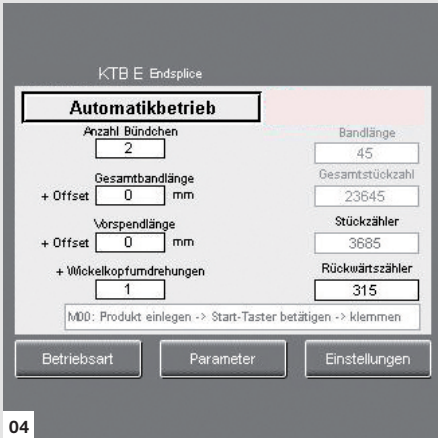 KTB E Endsplice
Automatikbetrieb
Anzahl Bündchen
2
Gesamtbandlänge
+ Offset 0 mm
Vorspendlänge
+ Offset 0 mm
+ Wickelkopfumdrehungen
1
Bandlänge
45
Gesamtstückzahl
23645
Stückzähler
3685
Rückwärtszähler
315
M00: Produkt einlegen -> Start-Taster betätigen -> klemmen
Betriebsart Parameter Einstellungen
04